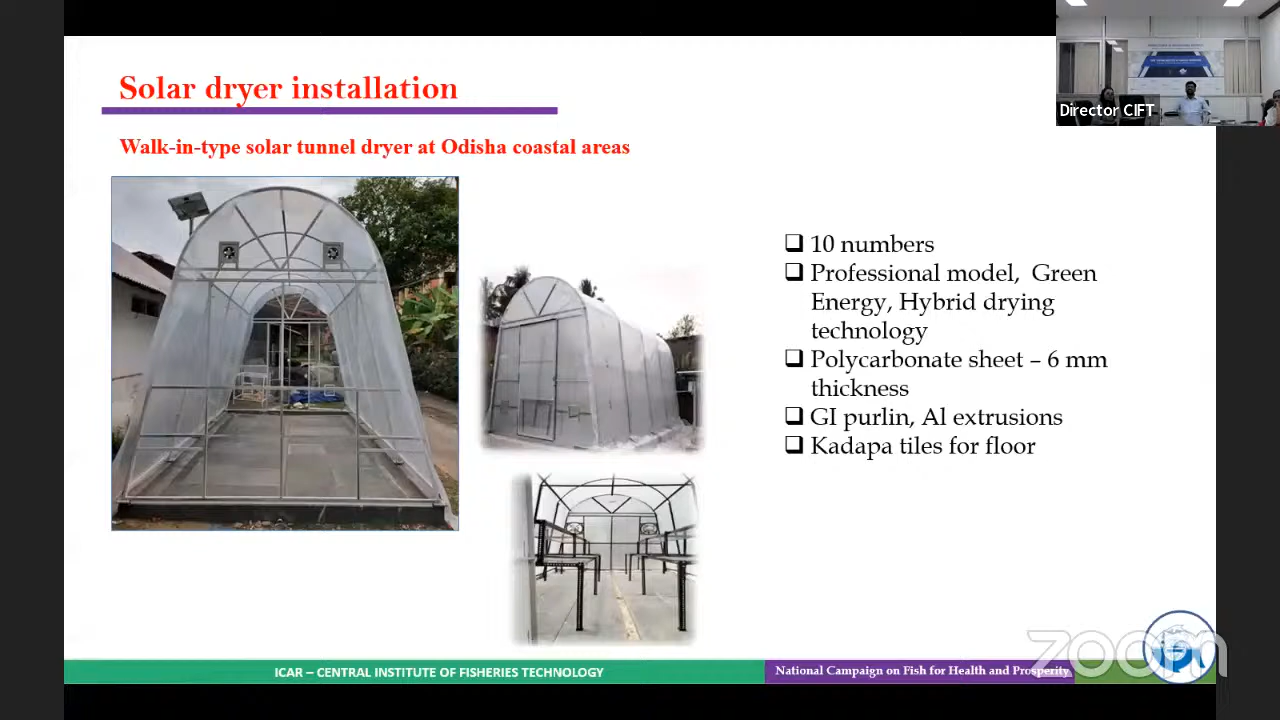 Solar dryer installation
Director CIFT
Walk-in-type solar tunnel dryer at Odisha coastal areas
❑ 10 numbers
❑ Professional model, Green
Energy, Hybrid drying
technology
❑ Polycarbonate sheet – 6 mm
thickness
❑ GI purlin, Al extrusions
❑ Kadapa tiles for floor
zoom
ICAR – CENTRAL INSTITUTE OF FISHERIES TECHNOLOGY
National Campaign on Fish for Health and Prosperity